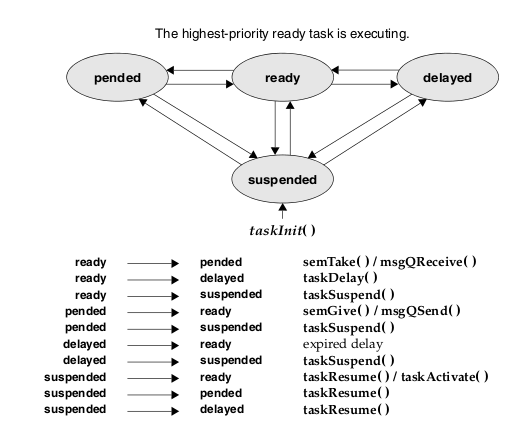 The highest-priority ready task is executing.
pended ready delayed
suspended
taskInit( )
ready pended semTake( ) / msgQReceive( )
ready delayed taskDelay( )
ready suspended taskSuspend( )
pended ready semGive( ) / msgQSend( )
pended suspended taskSuspend( )
delayed ready expired delay
delayed suspended taskSuspend( )
suspended ready taskResume( ) / taskActivate( )
suspended pended taskResume( )
suspended delayed taskResume( )